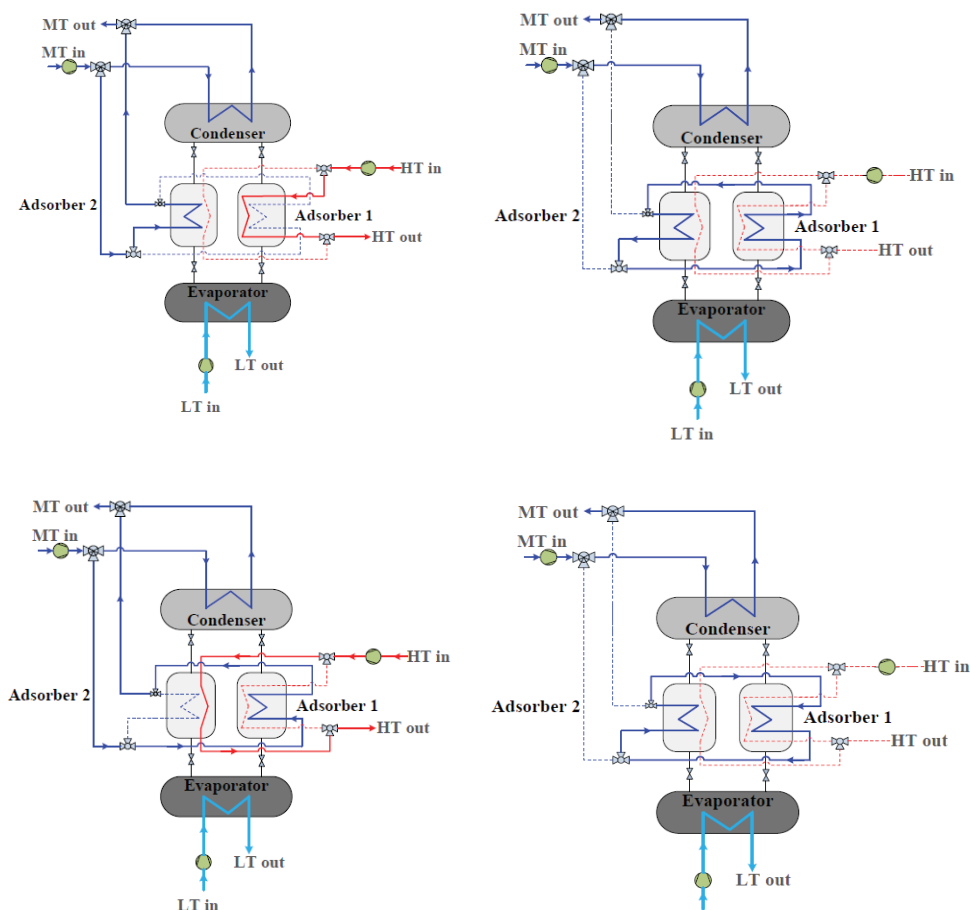 MT out
MT in
Condenser
HT in
Adsorber 2
Adsorber 1
HT out
Evaporator
LT out
LT in
MT out
MT in
Condenser
HT in
Adsorber 2
Adsorber 1
HT out
Evaporator
LT out
LT in
MT out
MT in
Condenser
HT in
Adsorber 2
Adsorber 1
HT out
Evaporator
LT out
LT in
MT out
MT in
Condenser
HT in
Adsorber 2
Adsorber 1
HT out
Evaporator
LT out